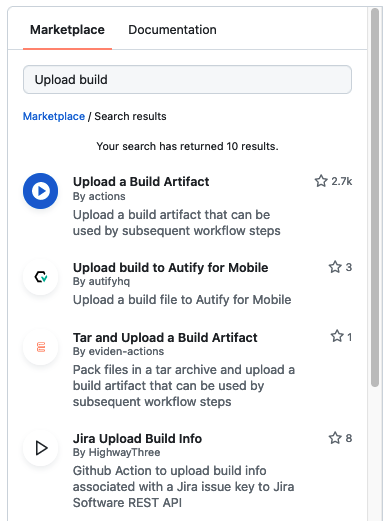 Marketplace Documentation
Upload build
Marketplace / Search results
Your search has returned 10 results.
Upload a Build Artifact 2.7k
By actions
Upload a build artifact that can be
used by subsequent workflow steps
Upload build to Autify for Mobile 3
By autifyhq
Upload a build file to Autify for Mobile
Tar and Upload a Build Artifact 1
By eviden-actions
Pack files in a tar archive and upload a
build artifact that can be used by
subsequent workflow steps
Jira Upload Build Info 8
By HighwayThree
Github Action to upload build info
associated with a Jira issue key to Jira
Software REST API